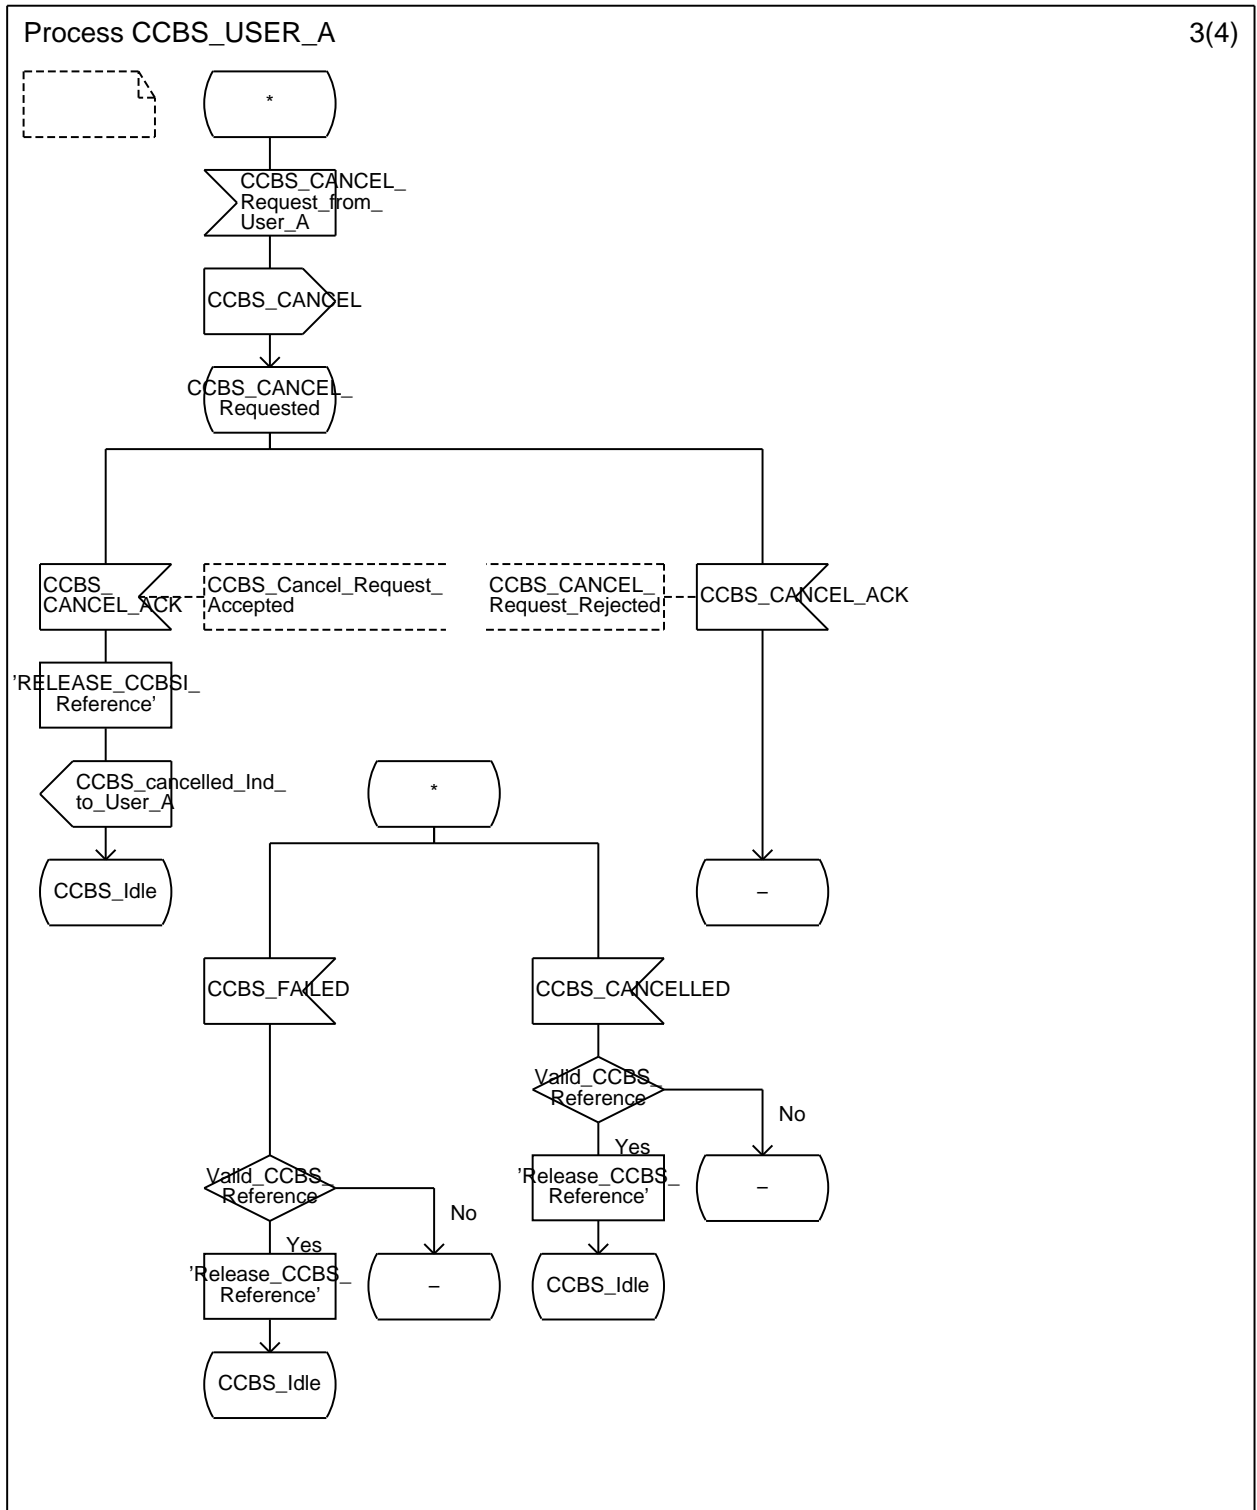 Process CCBS_USER_A
3(4)
*
CCBS_CANCEL_
Request_from_
User_A
CCBS_CANCEL
CCBS_CANCEL_
Requested
CCBS_
CANCEL_ACK
CCBS_Cancel_Request_
Accepted
CCBS_CANCEL_
Request_Rejected
CCBS_CANCEL_ACK
’RELEASE_CCBSI_
Reference’
CCBS_cancelled_Ind_
to_User_A
*
CCBS_Idle
–
CCBS_FAILED
CCBS_CANCELLED
Valid_CCBS_
Reference
No
Yes
’Release_CCBS_
Reference’
–
Valid_CCBS_
Reference
No
Yes
’Release_CCBS_
Reference’
–
CCBS_Idle
CCBS_Idle